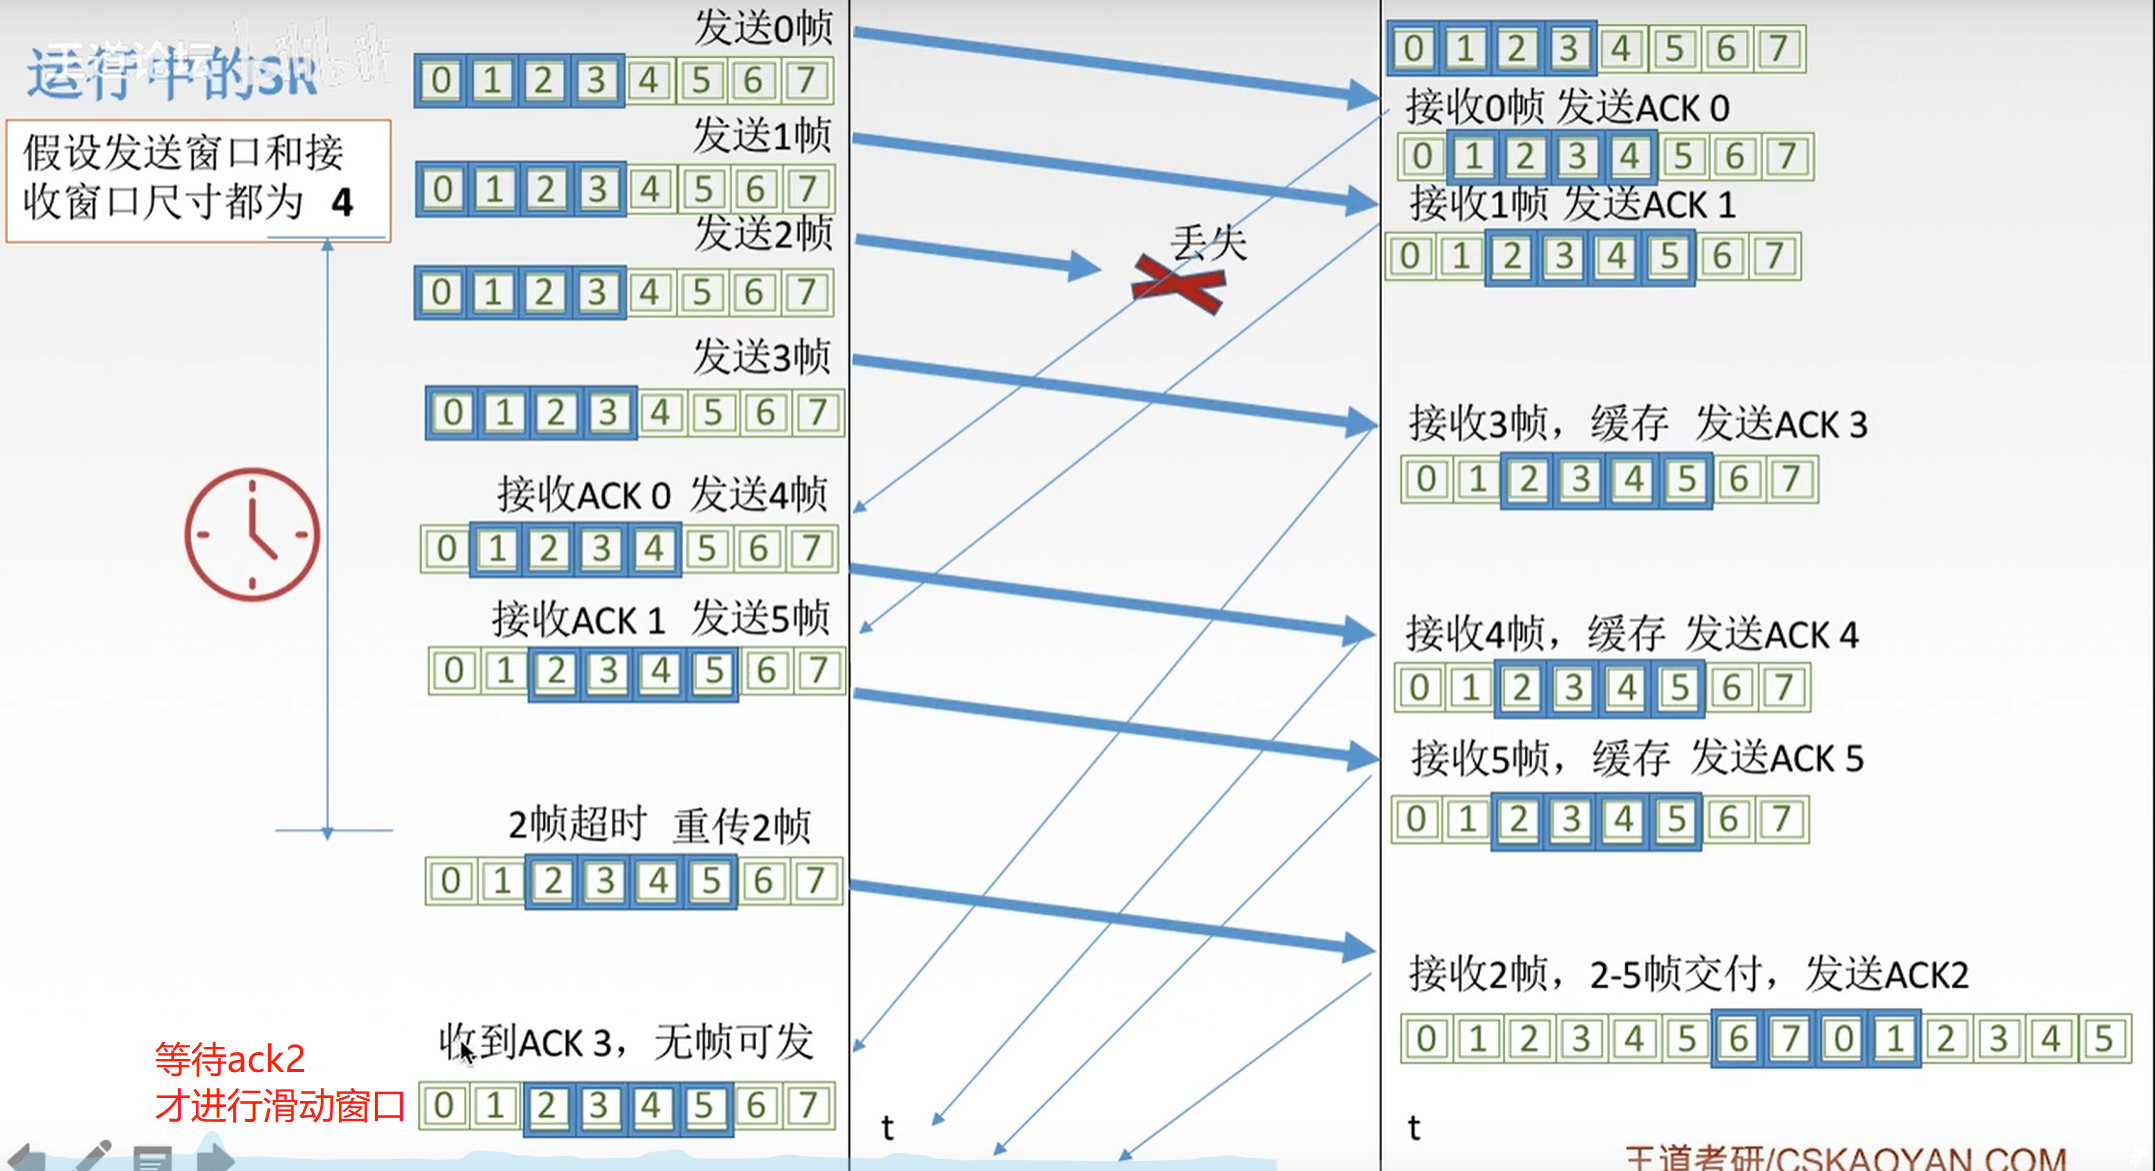 运行中的SR
王道论坛 bilibili
假设发送窗口和接
收窗口尺寸都为 4
发送0帧
0 1 2 3 4 5 6 7
发送1帧
0 1 2 3 4 5 6 7
发送2帧
0 1 2 3 4 5 6 7
发送3帧
0 1 2 3 4 5 6 7
接收ACK 0 发送4帧
0 1 2 3 4 5 6 7
接收ACK 1 发送5帧
0 1 2 3 4 5 6 7
2帧超时 重传2帧
0 1 2 3 4 5 6 7
收到ACK 3，无帧可发
0 1 2 3 4 5 6 7
等待ack2
才进行滑动窗口
丢失
t
0 1 2 3 4 5 6 7
接收0帧 发送ACK 0
0 1 2 3 4 5 6 7
接收1帧 发送ACK 1
0 1 2 3 4 5 6 7
接收3帧，缓存 发送ACK 3
0 1 2 3 4 5 6 7
接收4帧，缓存 发送ACK 4
0 1 2 3 4 5 6 7
接收5帧，缓存 发送ACK 5
0 1 2 3 4 5 6 7
接收2帧，2-5帧交付，发送ACK2
0 1 2 3 4 5 6 7 0 1 2 3 4 5
t
王道考研/CSKAOYAN.COM